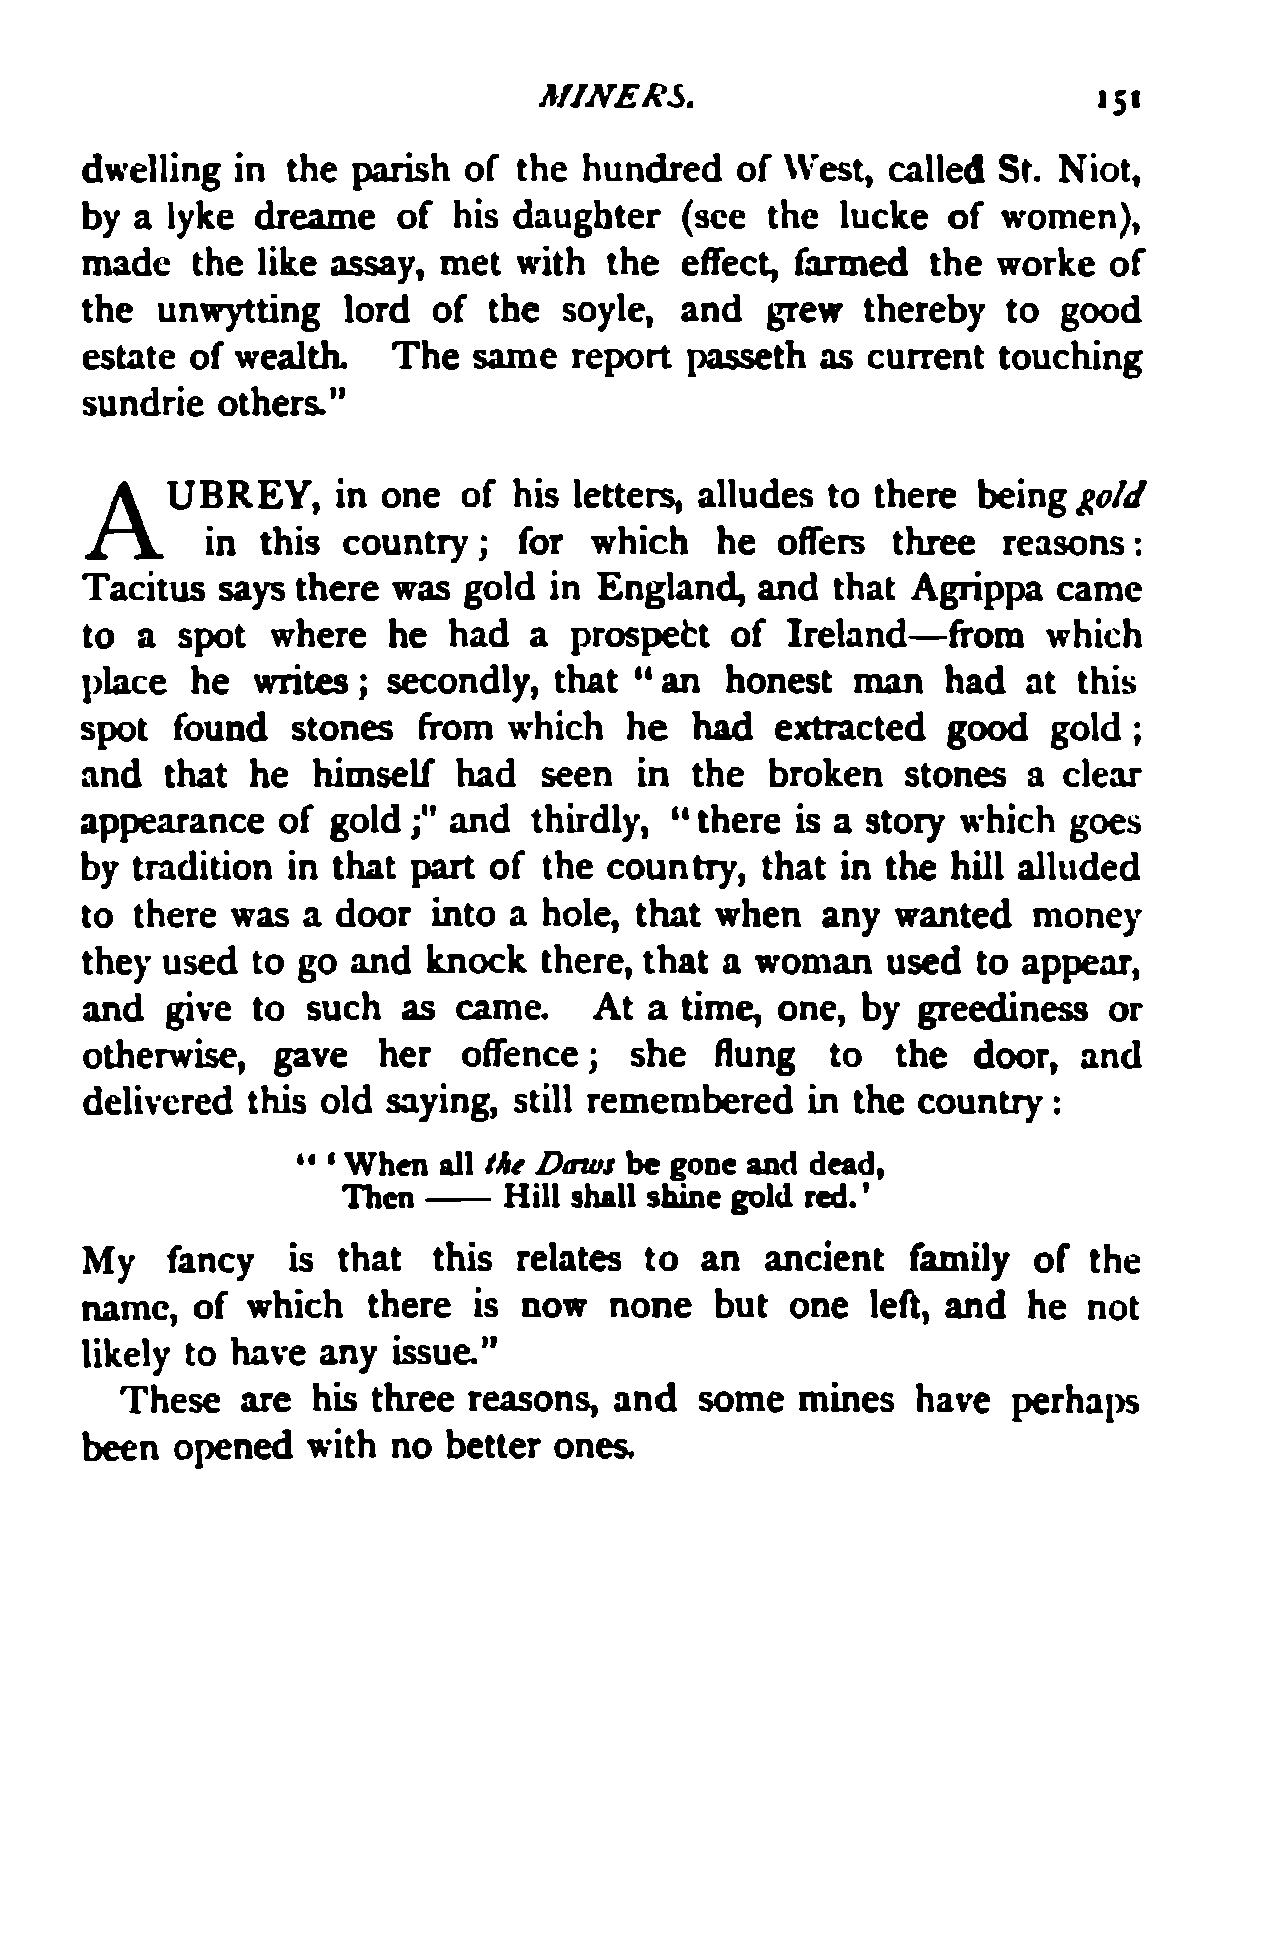 MINERS. 151
dwelling in the parish of the hundred of West, called St. Niot,
by a lyke dreame of his daughter (see the lucke of women),
made the like assay, met with the effect, farmed the worke of
the unwytting lord of the soyle, and grew thereby to good
estate of wealth. The same report passeth as current touching
sundrie others."
AUBREY, in one of his letters, alludes to there being gold
in this country; for which he offers three reasons:
Tacitus says there was gold in England, and that Agrippa came
to a spot where he had a prospect of Ireland—from which
place he writes; secondly, that "an honest man had at this
spot found stones from which he had extracted good gold;
and that he himself had seen in the broken stones a clear
appearance of gold;" and thirdly, "there is a story which goes
by tradition in that part of the country, that in the hill alluded
to there was a door into a hole, that when any wanted money
they used to go and knock there, that a woman used to appear,
and give to such as came. At a time, one, by greediness or
otherwise, gave her offence; she flung to the door, and
delivered this old saying, still remembered in the country:
"'When all the Daws be gone and dead,
Then —— Hill shall shine gold red.'
My fancy is that this relates to an ancient family of the
name, of which there is now none but one left, and he not
likely to have any issue."
These are his three reasons, and some mines have perhaps
been opened with no better ones.